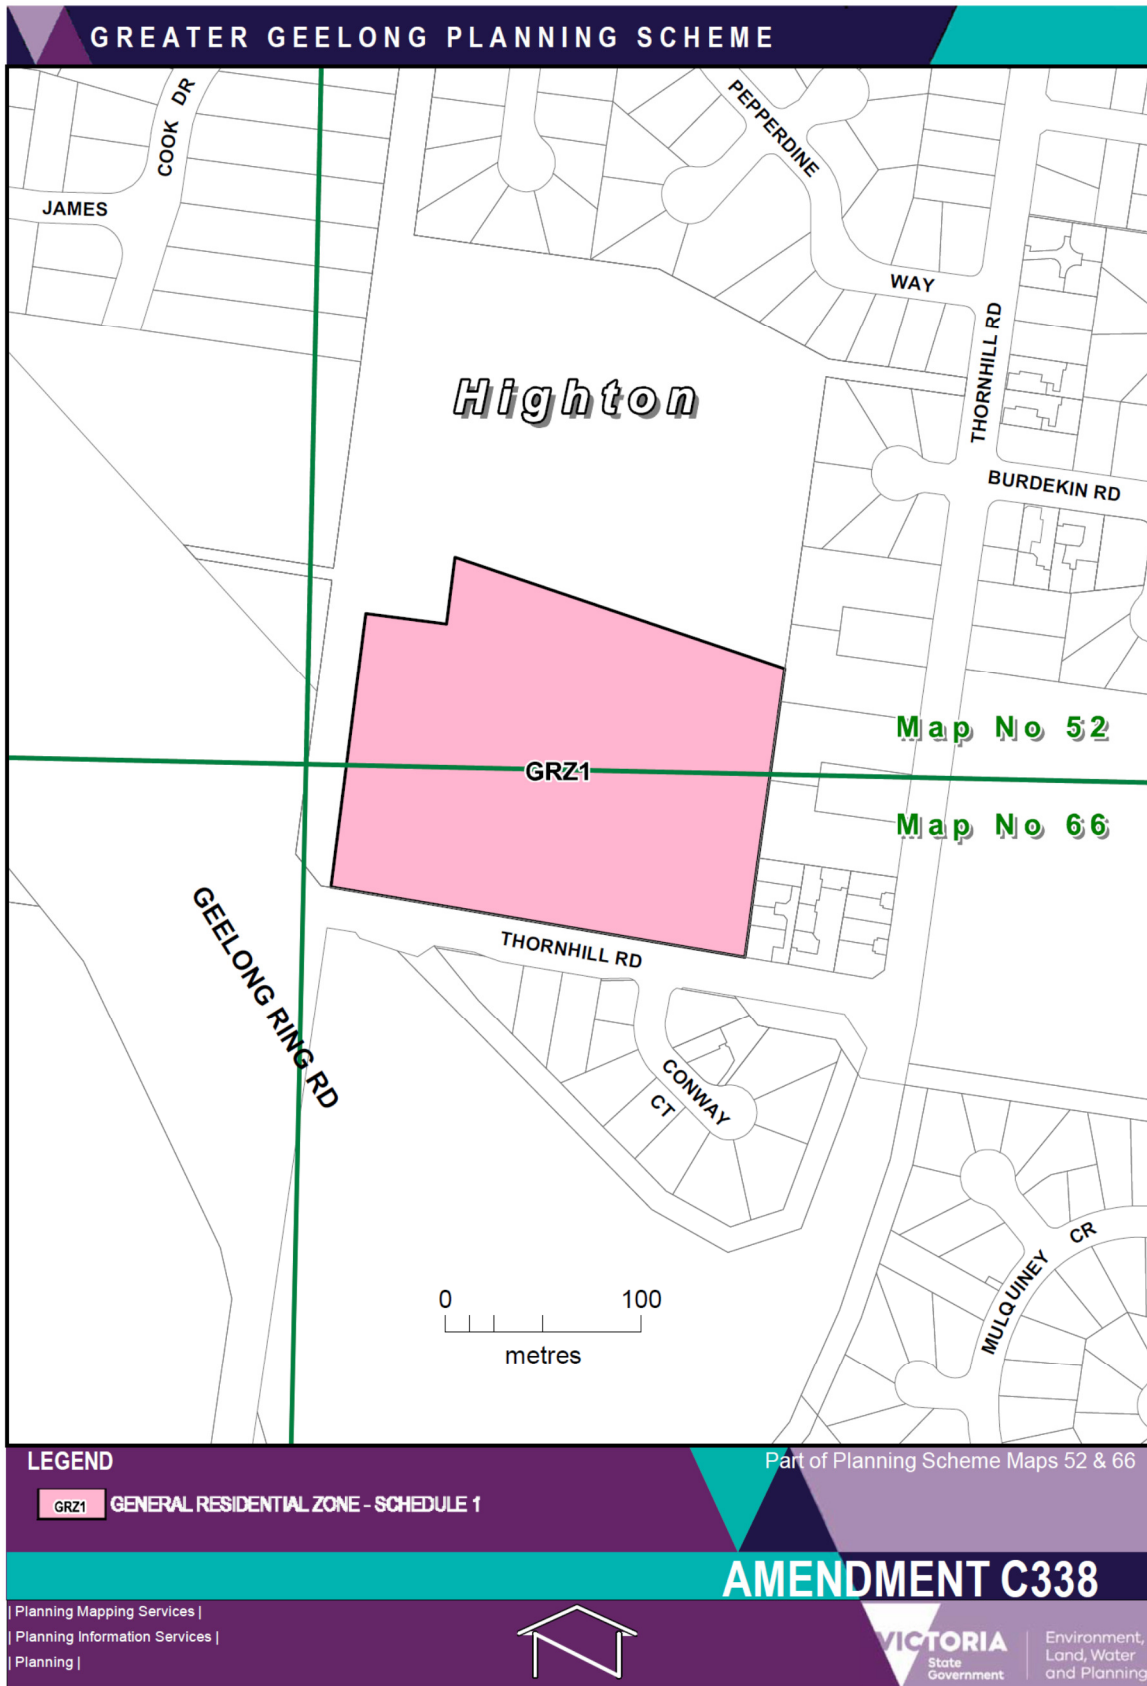 GREATER GEELONG PLANNING SCHEME
COOK DR
JAMES
PEPPERDINE
WAY
THORNHILL RD
Highton
BURDEKIN RD
Map No 52
GRZ1
Map No 66
GEELONG RING RD
THORNHILL RD
CONWAY
CT
MULQUINEY CR
0 100
metres
LEGEND
Part of Planning Scheme Maps 52 & 66
GRZ1 GENERAL RESIDENTIAL ZONE - SCHEDULE 1
AMENDMENT C338
| Planning Mapping Services |
| Planning Information Services |
| Planning |
N
VICTORIA
State
Government
Environment,
Land, Water
and Planning